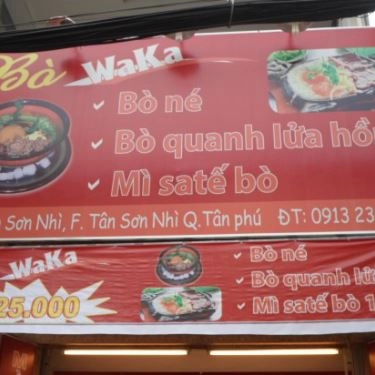 Bò WaKa
Bò né
Bò quanh lửa hồ
Mì satế bò
Sơn Nhì, F. Tân Sơn Nhì Q.Tân phú ĐT: 0913 23
WaKa
25.000
Bò né
Bò quanh lửa
Mì satế bò 1